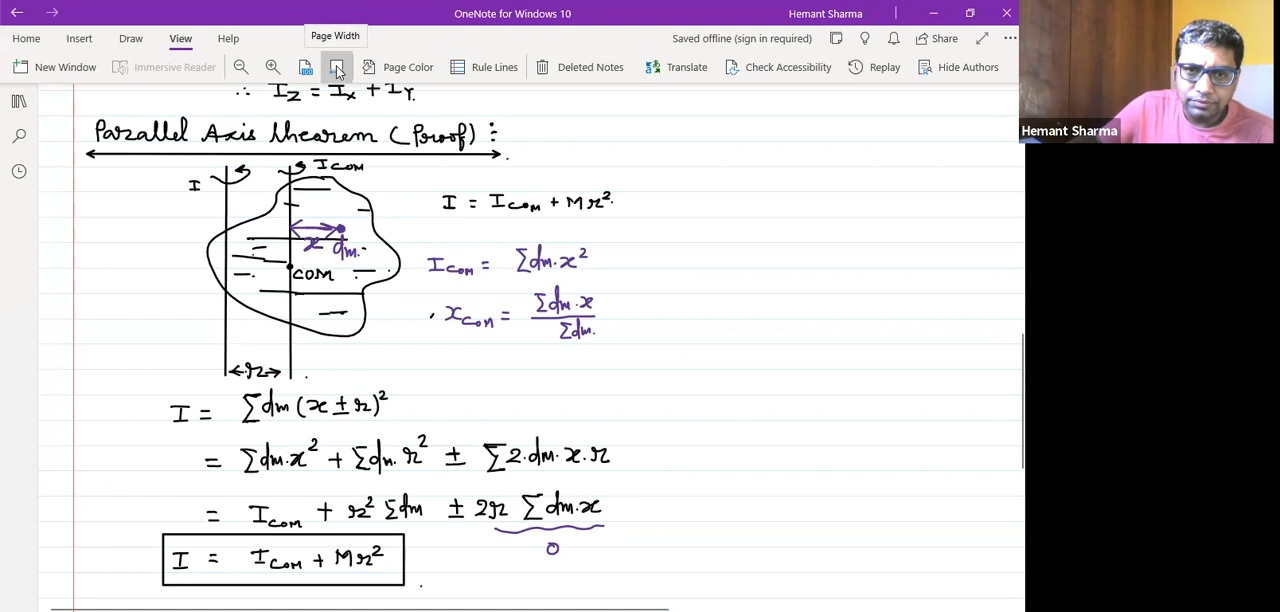 OneNote for Windows 10
Hemant Sharma
Page Width
Home Insert Draw View Help
Saved offline (sign in required)
Share
New Window Immersive Reader Page Color Rule Lines Deleted Notes Translate Check Accessibility Replay Hide Authors
Hemant Sharma
∴ I_Z = I_X + I_Y.
Parallel Axis theorem (Proof) :
I I_COM
I = I_COM + Mr².
x dm.
I_COM = Σdm.x²
COM
x_COM = Σdm.x / Σdm.
r
I = Σdm (x ± r)²
= Σdm.x² + Σdm.r² ± Σ2.dm.x.r
= I_COM + r² Σdm ± 2r Σdm.x
0
I = I_COM + Mr²